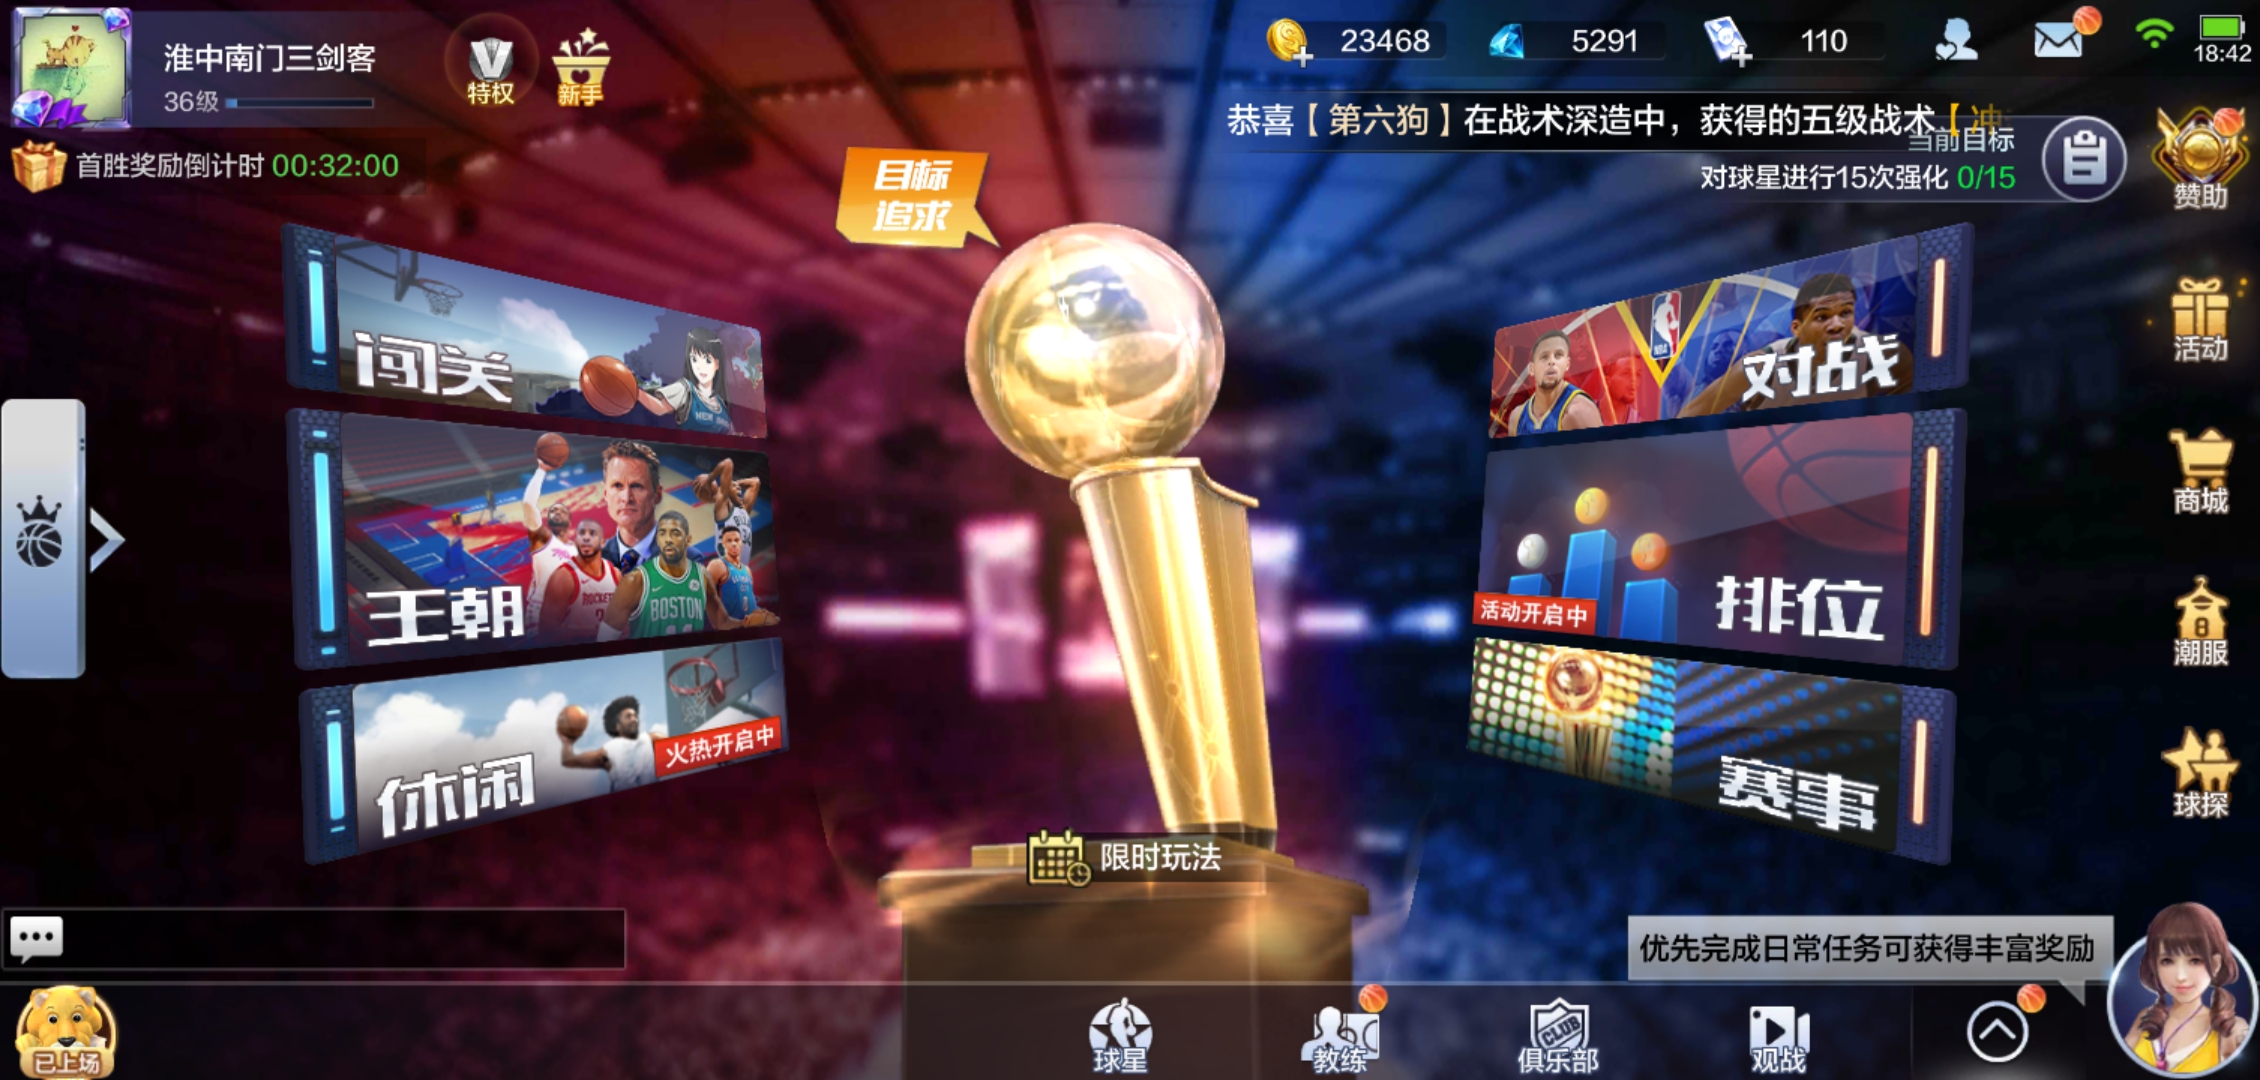 淮中南门三剑客
36级
特权
新手
23468
5291
110
18:42
首胜奖励倒计时 00:32:00
恭喜【第六狗】在战术深造中，获得的五级战术【冲
当前目标
对球星进行15次强化 0/15
赞助
目标
追求
闯关
对战
活动
王朝
BOSTON
排位
活动开启中
商城
休闲
火热开启中
赛事
潮服
球探
限时玩法
优先完成日常任务可获得丰富奖励
已上场
球星
教练
CLUB
俱乐部
观战